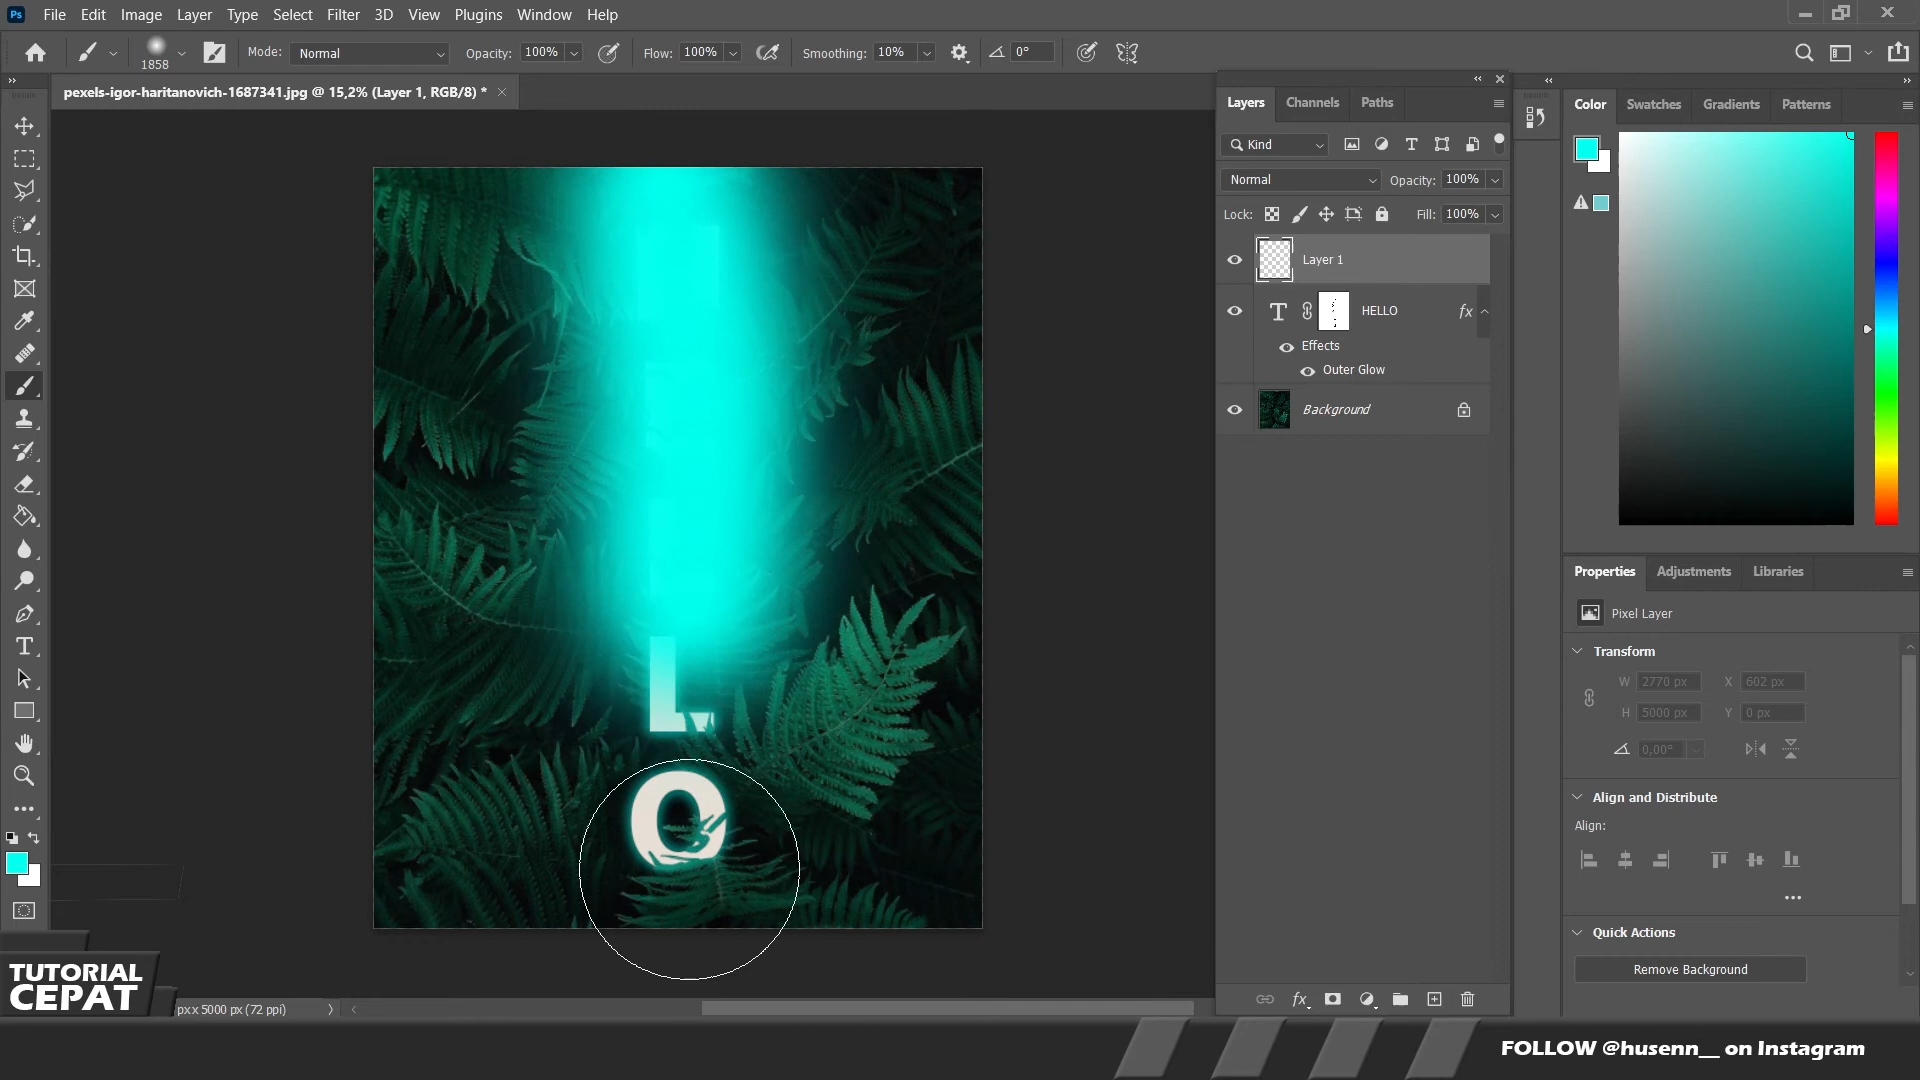 Ps File Edit Image Layer Type Select Filter 3D View Plugins Window Help
1858 Mode: Normal Opacity: 100% Flow: 100% Smoothing: 10% 0°
pexels-igor-haritanovich-1687341.jpg @ 15,2% (Layer 1, RGB/8) *
Layers Channels Paths
Kind
Normal Opacity: 100%
Lock: Fill: 100%
Layer 1
T HELLO fx
Effects
Outer Glow
Background
fx
Color Swatches Gradients Patterns
Properties Adjustments Libraries
Pixel Layer
Transform
W 2770 px X 602 px
H 5000 px Y 0 px
0,00°
Align and Distribute
Align:
Quick Actions
Remove Background
L
O
TUTORIAL
CEPAT
px x 5000 px (72 ppi)
FOLLOW @husenn__ on Instagram